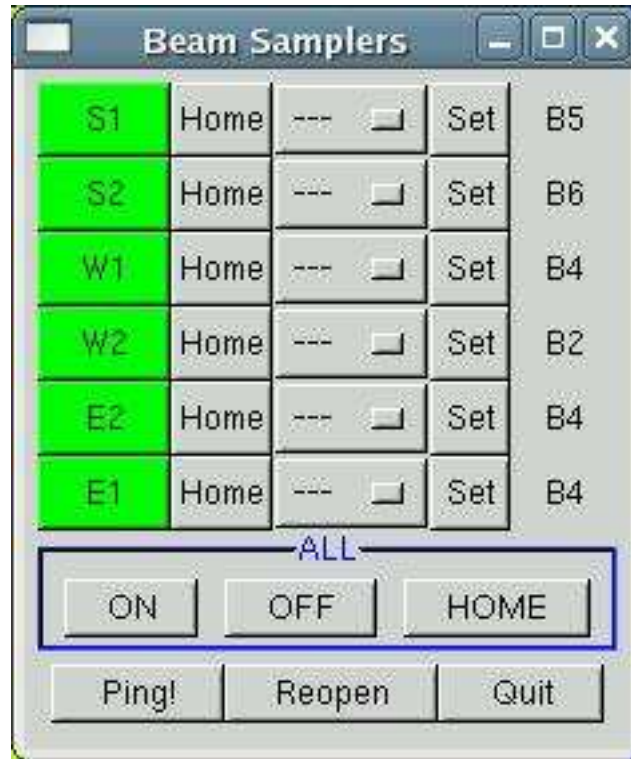 Beam Samplers
S1 Home --- Set B5
S2 Home --- Set B6
W1 Home --- Set B4
W2 Home --- Set B2
E2 Home --- Set B4
E1 Home --- Set B4
ALL
ON OFF HOME
Ping! Reopen Quit